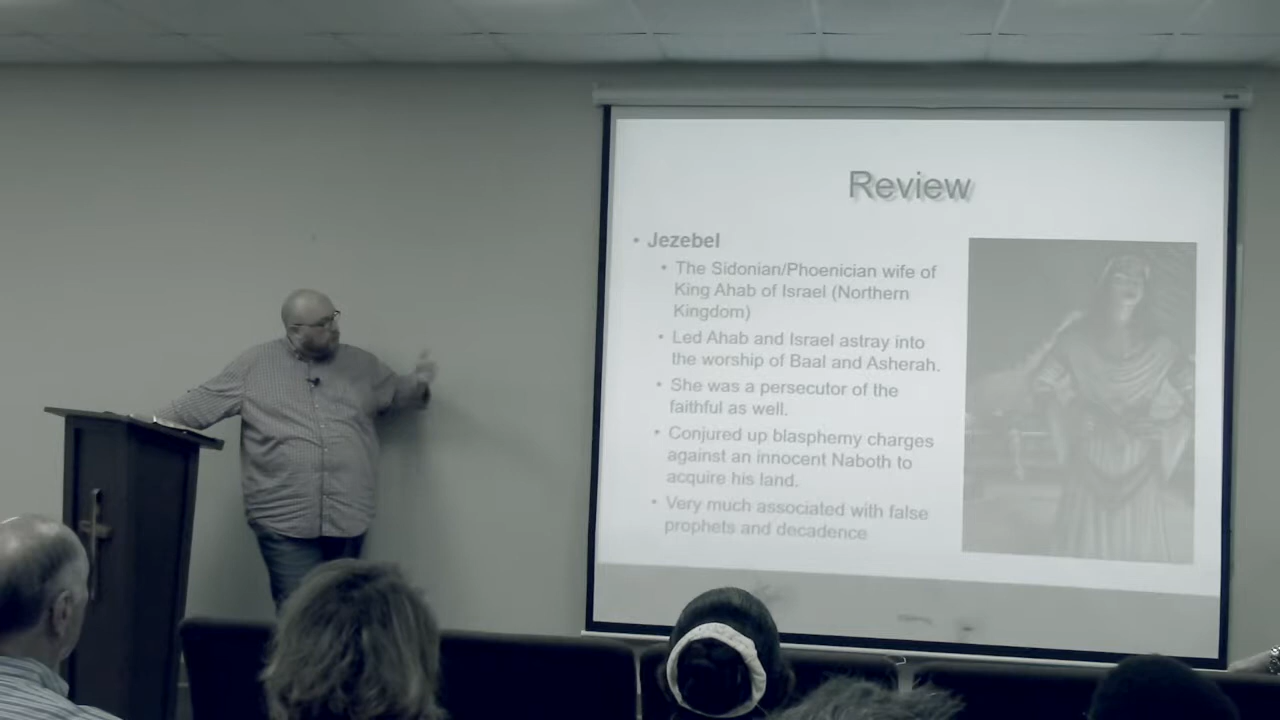 Review
• Jezebel
• The Sidonian/Phoenician wife of
King Ahab of Israel (Northern
Kingdom)
• Led Ahab and Israel astray into
the worship of Baal and Asherah.
• She was a persecutor of the
faithful as well.
• Conjured up blasphemy charges
against an innocent Naboth to
acquire his land.
• Very much associated with false
prophets and decadence